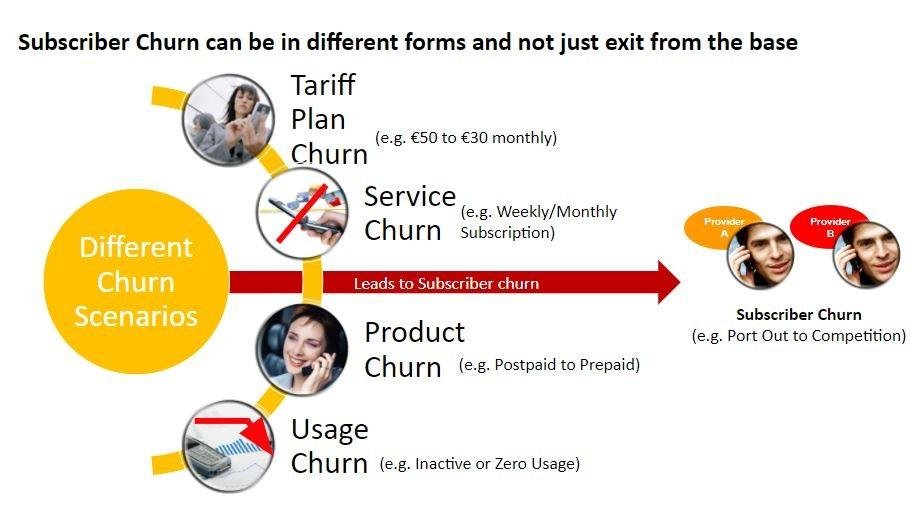 Subscriber Churn can be in different forms and not just exit from the base
Tariff
Plan
Churn (e.g. €50 to €30 monthly)
Service
Churn
(e.g. Weekly/Monthly
Subscription)
Different
Churn
Scenarios
Leads to Subscriber churn
Provider
A
Provider
B
Subscriber Churn
(e.g. Port Out to Competition)
Product
Churn (e.g. Postpaid to Prepaid)
Usage
Churn (e.g. Inactive or Zero Usage)